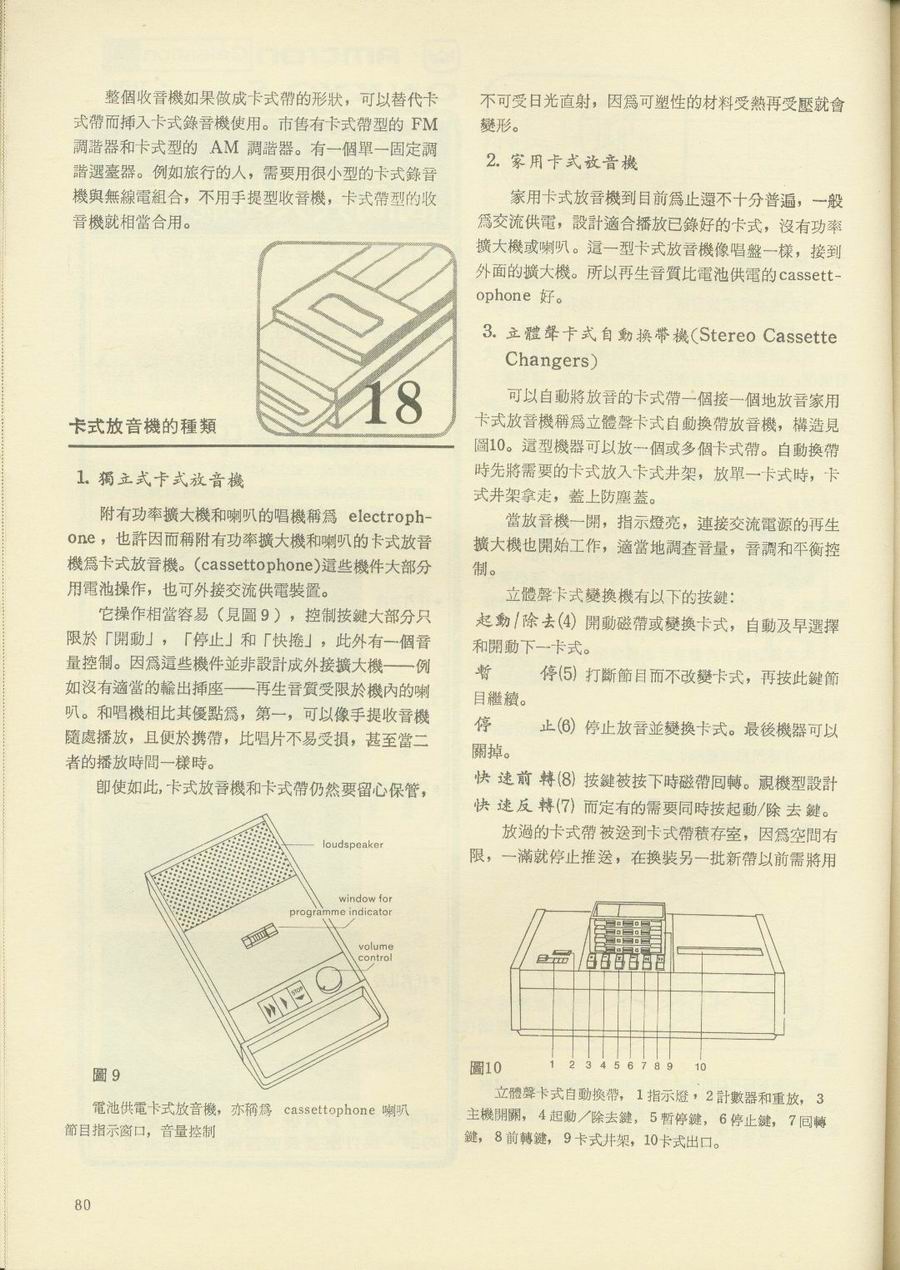 整個收音機如果做成卡式帶的形狀，可以替代卡
式帶而挿入卡式錄音機使用。市售有卡式帶型的 FM
調諧器和卡式型的 AM 調諧器。有一個單一固定調
諧選臺器。例如旅行的人，需要用很小型的卡式錄音
機與無線電組合，不用手提型收音機，卡式帶型的收
音機就相當合用。
18
卡式放音機的種類
1. 獨立式卡式放音機
附有功率擴大機和喇叭的唱機稱爲 electroph-
one，也許因而稱附有功率擴大機和喇叭的卡式放音
機爲卡式放音機。(cassettophone)這些機件大部分
用電池操作，也可外接交流供電裝置。
它操作相當容易（見圖9），控制按鍵大部分只
限於「開動」，「停止」和「快捲」，此外有一個音
量控制。因爲這些機件並非設計成外接擴大機——例
如沒有適當的輸出挿座——再生音質受限於機內的喇
叭。和唱機相比其優點爲，第一，可以像手提收音機
隨處播放，且便於携帶，比唱片不易受損，甚至當二
者的播放時間一樣時。
卽使如此，卡式放音機和卡式帶仍然要留心保管，
loudspeaker
window for
programme indicator
volume
control
STOP
圖9
電池供電卡式放音機，亦稱爲 cassettophone 喇叭
節目指示窗口，音量控制
80
不可受日光直射，因爲可塑性的材料受熱再受壓就會
變形。
2. 家用卡式放音機
家用卡式放音機到目前爲止還不十分普遍，一般
爲交流供電，設計適合播放已錄好的卡式，沒有功率
擴大機或喇叭。這一型卡式放音機像唱盤一樣，接到
外面的擴大機。所以再生音質比電池供電的cassett-
ophone 好。
3. 立體聲卡式自動換帶機(Stereo Cassette
Changers)
可以自動將放音的卡式帶一個接一個地放音家用
卡式放音機稱爲立體聲卡式自動換帶放音機，構造見
圖10。這型機器可以放一個或多個卡式帶。自動換帶
時先將需要的卡式放入卡式井架，放單一卡式時，卡
式井架拿走，蓋上防塵蓋。
當放音機一開，指示燈亮，連接交流電源的再生
擴大機也開始工作，適當地調查音量，音調和平衡控
制。
立體聲卡式變換機有以下的按鍵：
起動/除去(4) 開動磁帶或變換卡式，自動及早選擇
和開動下一卡式。
暫 停(5) 打斷節目而不改變卡式，再按此鍵節
目繼續。
停 止(6) 停止放音並變換卡式。最後機器可以
關掉。
快速前轉(8) 按鍵被按下時磁帶囘轉。視機型設計
快速反轉(7) 而定有的需要同時按起動/除去鍵。
放過的卡式帶被送到卡式帶積存室，因爲空間有
限，一滿就停止推送，在換裝另一批新帶以前需將用
1 2 3 4 5 6 7 8 9 10
圖10
立體聲卡式自動換帶，1指示燈，2計數器和重放，3
主機開關，4起動／除去鍵，5暫停鍵，6停止鍵，7囘轉
鍵，8前轉鍵，9卡式井架，10卡式出口。